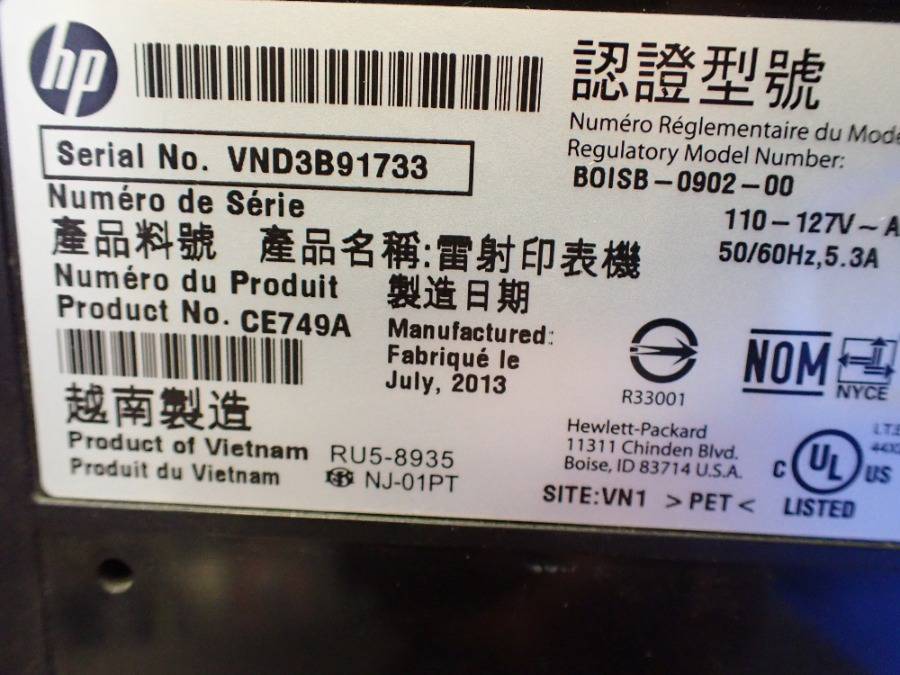 hp
認證型號
Numéro Réglementaire du
Regulatory Model Number:
BOISB-0902-00
Serial No. VND3B91733
Numéro de Série
110-127V~A
50/60Hz,5.3A
產品料號 產品名稱:雷射印表機
Numéro du Produit
Product No. CE749A
製造日期
Manufactured:
Fabriqué le
July, 2013
R33001
NOM
NYCE
越南製造
Product of Vietnam
Produit du Vietnam
RU5-8935
NJ-01PT
Hewlett-Packard
11311 Chinden Blvd.
Boise, ID 83714 U.S.A.
SITE:VN1 >PET<
C UL US
LISTED